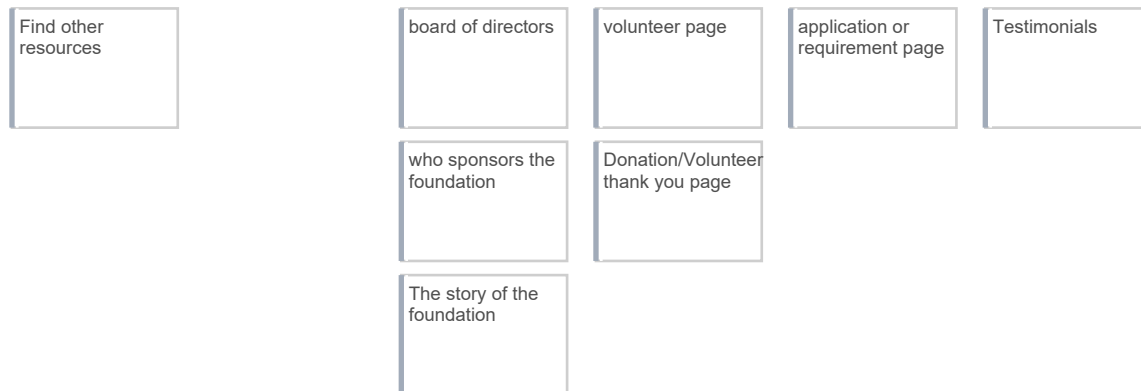 Find other
resources
board of directors
volunteer page
application or
requirement page
Testimonials
who sponsors the
foundation
Donation/Volunteer
thank you page
The story of the
foundation